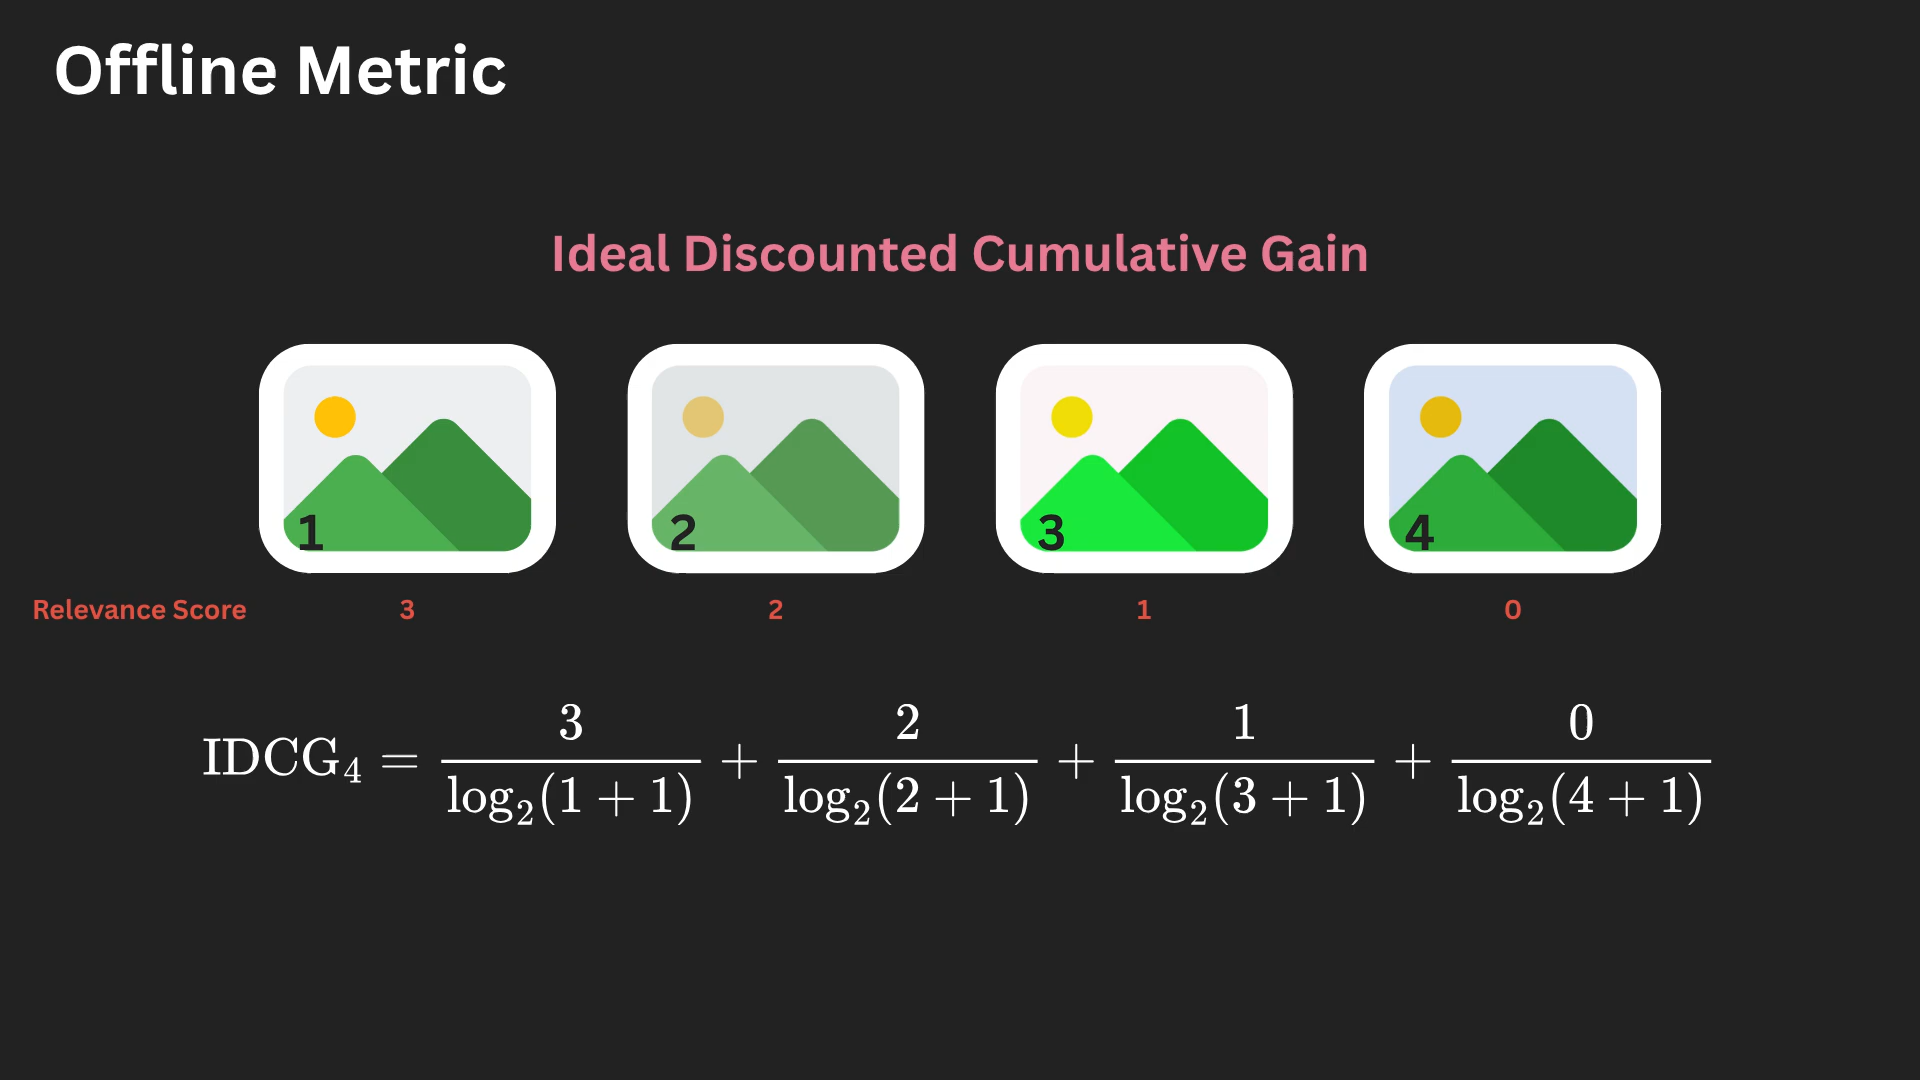 Offline Metric
Ideal Discounted Cumulative Gain
1 2 3 4
Relevance Score 3 2 1 0
IDCG₄ = 3/log₂(1 + 1) + 2/log₂(2 + 1) + 1/log₂(3 + 1) + 0/log₂(4 + 1)